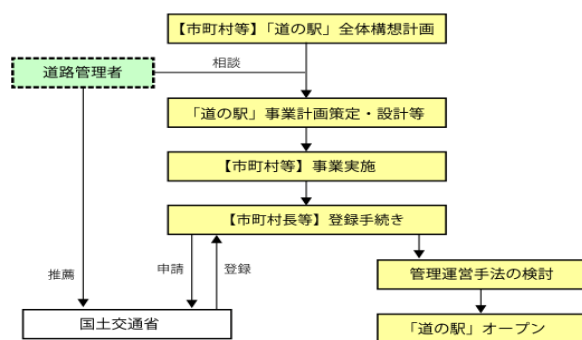 【市町村等】「道の駅」全体構想計画
道路管理者
相談
「道の駅」事業計画策定・設計等
【市町村等】事業実施
【市町村長等】登録手続き
推薦
申請
登録
管理運営手法の検討
国土交通省
「道の駅」オープン